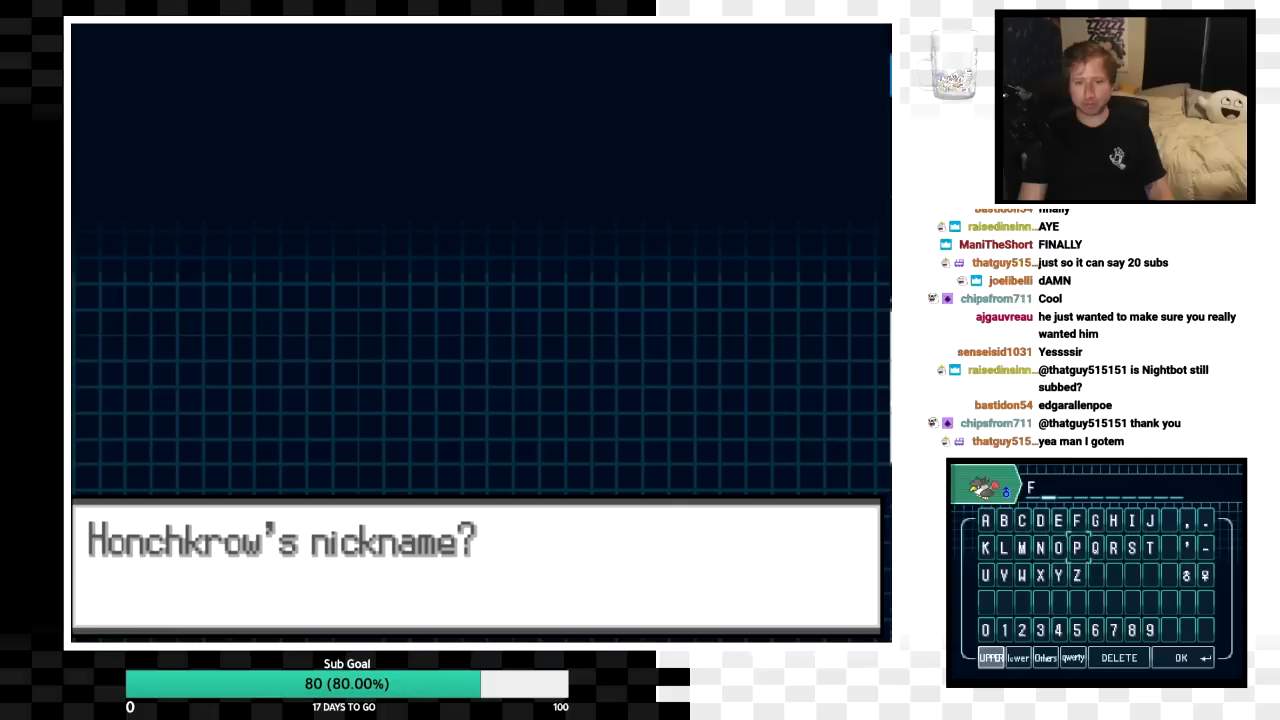 Honchkrow's nickname?
Sub Goal
80 (80.00%)
0
17 DAYS TO GO
100
bastidon54 finally
raisedinsinn... AYE
ManiTheShort FINALLY
thatguy515... just so it can say 20 subs
joelibelli dAMN
chipsfrom711 Cool
ajgauvreau he just wanted to make sure you really
wanted him
senseisid1031 Yessssir
raisedinsinn... @thatguy515151 is Nightbot still
subbed?
bastidon54 edgarallenpoe
chipsfrom711 @thatguy515151 thank you
thatguy515... yea man I gotem
♂ F
A B C D E F G H I J , .
K L M N O P Q R S T ' -
U V W X Y Z ♂ ♀
0 1 2 3 4 5 6 7 8 9
UPPER lower Others qwerty DELETE OK